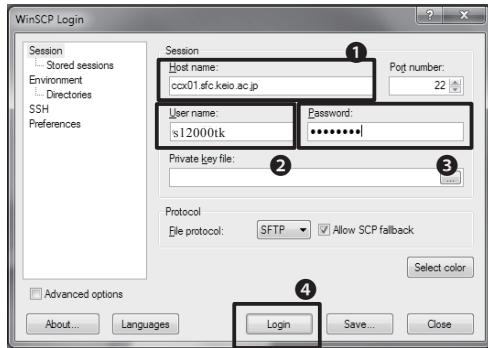 WinSCP Login
? X
Session
Stored sessions
Environment
Directories
SSH
Preferences
Session
1
Host name:
Port number:
ccx01.sfc.keio.ac.jp
22
User name:
Password:
s12000tk
••••••••
2
3
Private key file:
...
Protocol
File protocol:
SFTP
Allow SCP fallback
Select color
4
Advanced options
About...
Languages
Login
Save...
Close